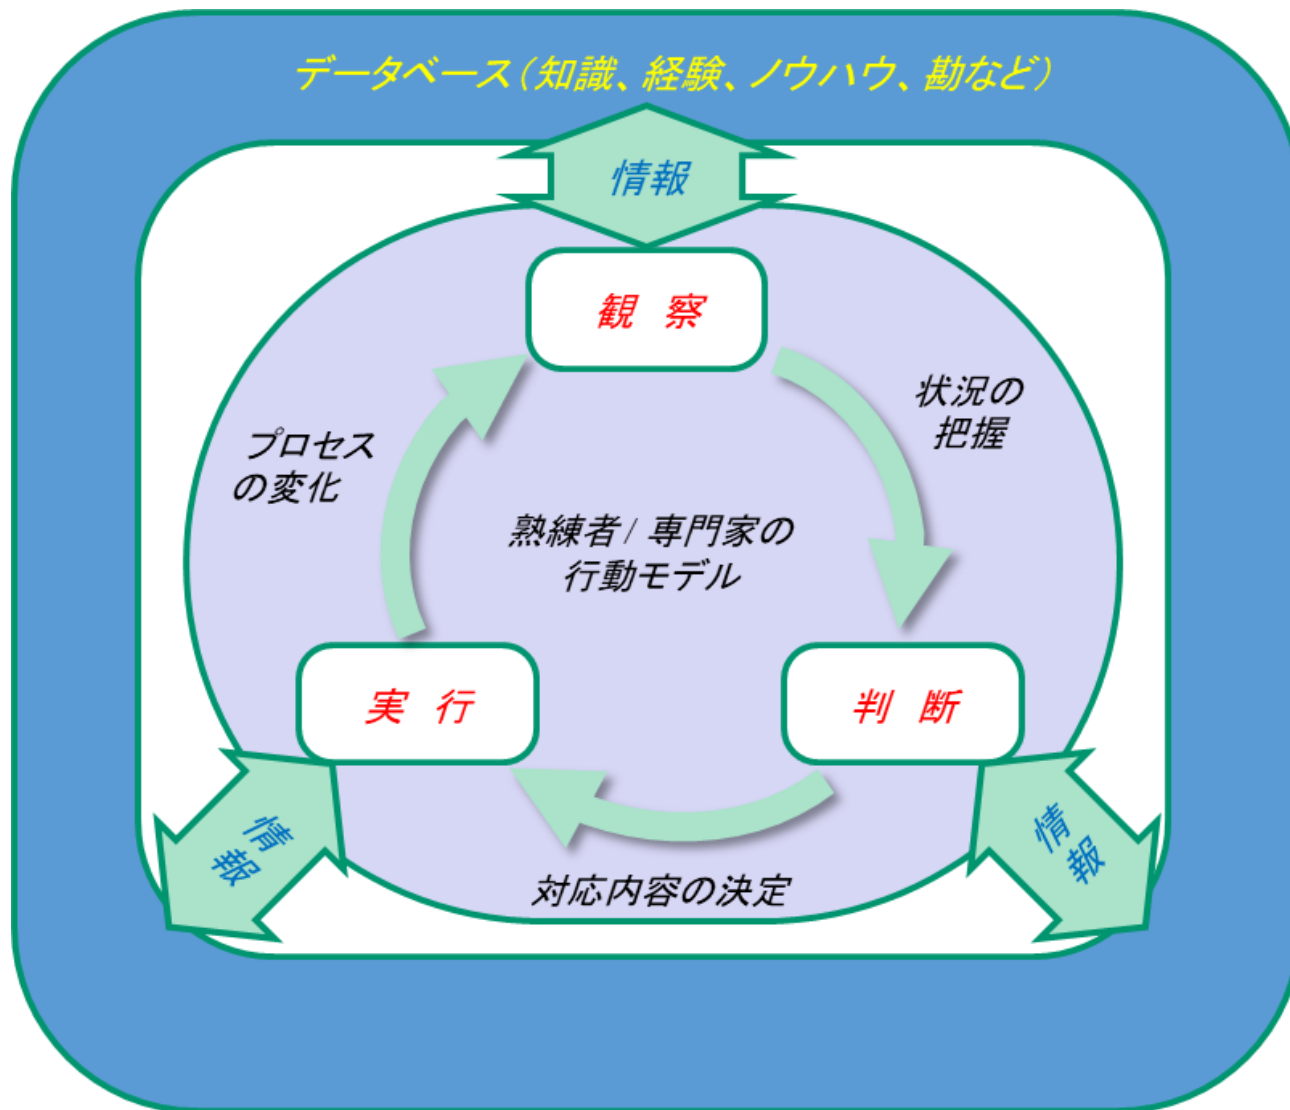 データベース（知識、経験、ノウハウ、勘など）
情報
観 察
状況の
把握
プロセス
の変化
熟練者 / 専門家の
行動モデル
実 行
判 断
情報
情報
対応内容の決定